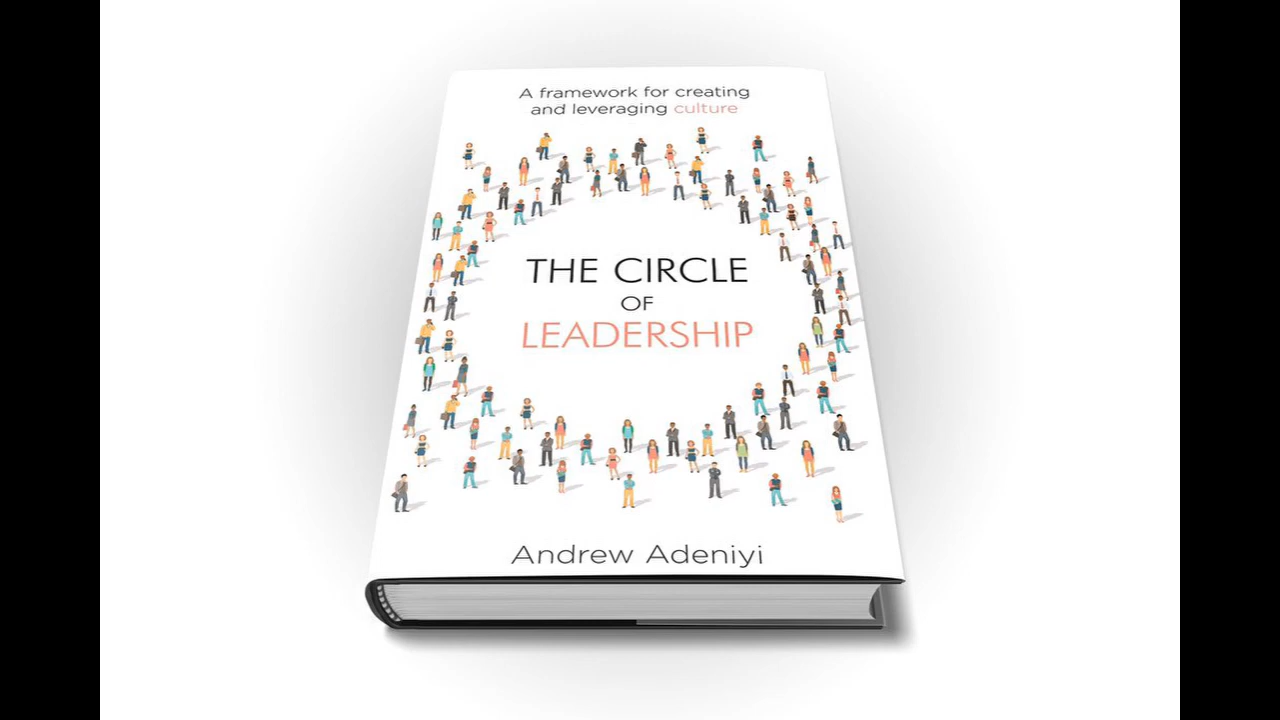 A framework for creating
and leveraging culture
THE CIRCLE
OF
LEADERSHIP
Andrew Adeniyi